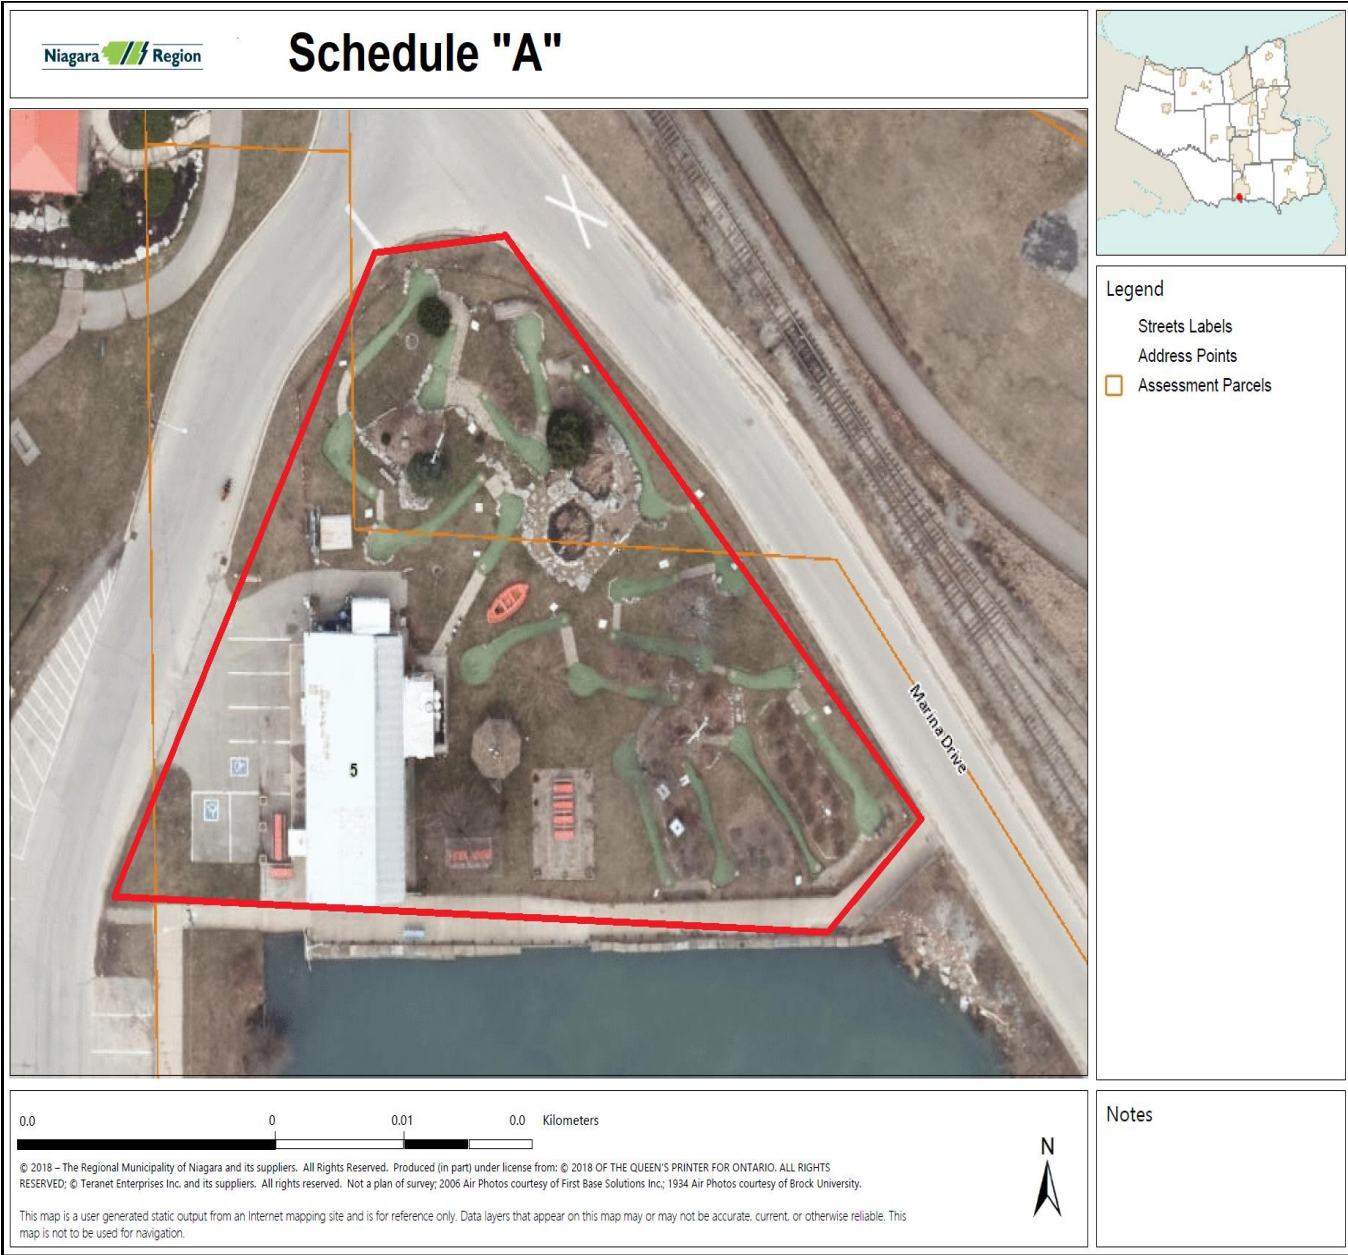 Niagara Region
Schedule "A"
Legend
Streets Labels
Address Points
Assessment Parcels
Marina Drive
5
0.0 0 0.01 0.0 Kilometers
© 2018 – The Regional Municipality of Niagara and its suppliers. All Rights Reserved. Produced (in part) under license from: © 2018 OF THE QUEEN'S PRINTER FOR ONTARIO. ALL RIGHTS
RESERVED; © Teranet Enterprises Inc. and its suppliers. All rights reserved. Not a plan of survey; 2006 Air Photos courtesy of First Base Solutions Inc.; 1934 Air Photos courtesy of Brock University.
This map is a user generated static output from an Internet mapping site and is for reference only. Data layers that appear on this map may or may not be accurate, current, or otherwise reliable. This
map is not to be used for navigation.
N
Notes